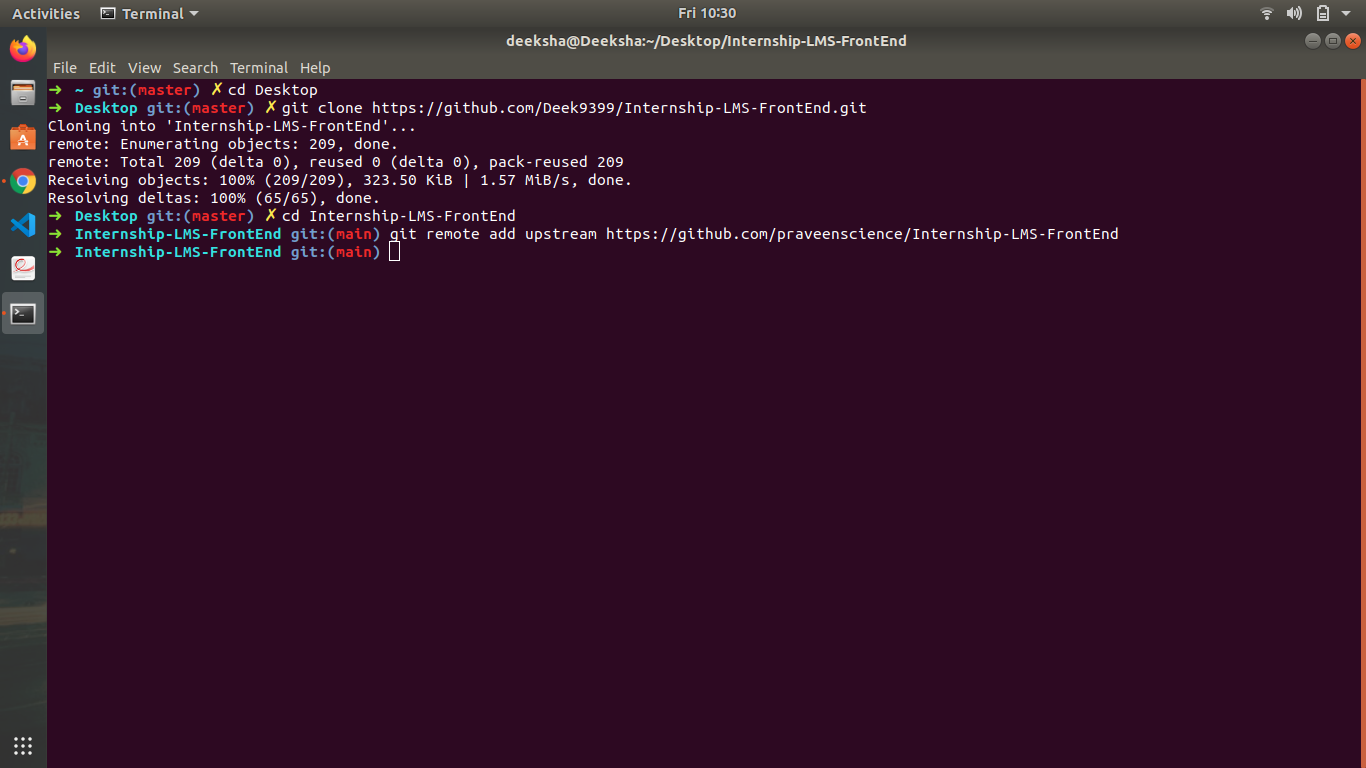 Activities Terminal Fri 10:30
deeksha@Deeksha:~/Desktop/Internship-LMS-FrontEnd
File Edit View Search Terminal Help
➜ ~ git:(master) ✗ cd Desktop
➜ Desktop git:(master) ✗ git clone https://github.com/Deek9399/Internship-LMS-FrontEnd.git
Cloning into 'Internship-LMS-FrontEnd'...
remote: Enumerating objects: 209, done.
remote: Total 209 (delta 0), reused 0 (delta 0), pack-reused 209
Receiving objects: 100% (209/209), 323.50 KiB | 1.57 MiB/s, done.
Resolving deltas: 100% (65/65), done.
➜ Desktop git:(master) ✗ cd Internship-LMS-FrontEnd
➜ Internship-LMS-FrontEnd git:(main) git remote add upstream https://github.com/praveenscience/Internship-LMS-FrontEnd
➜ Internship-LMS-FrontEnd git:(main)